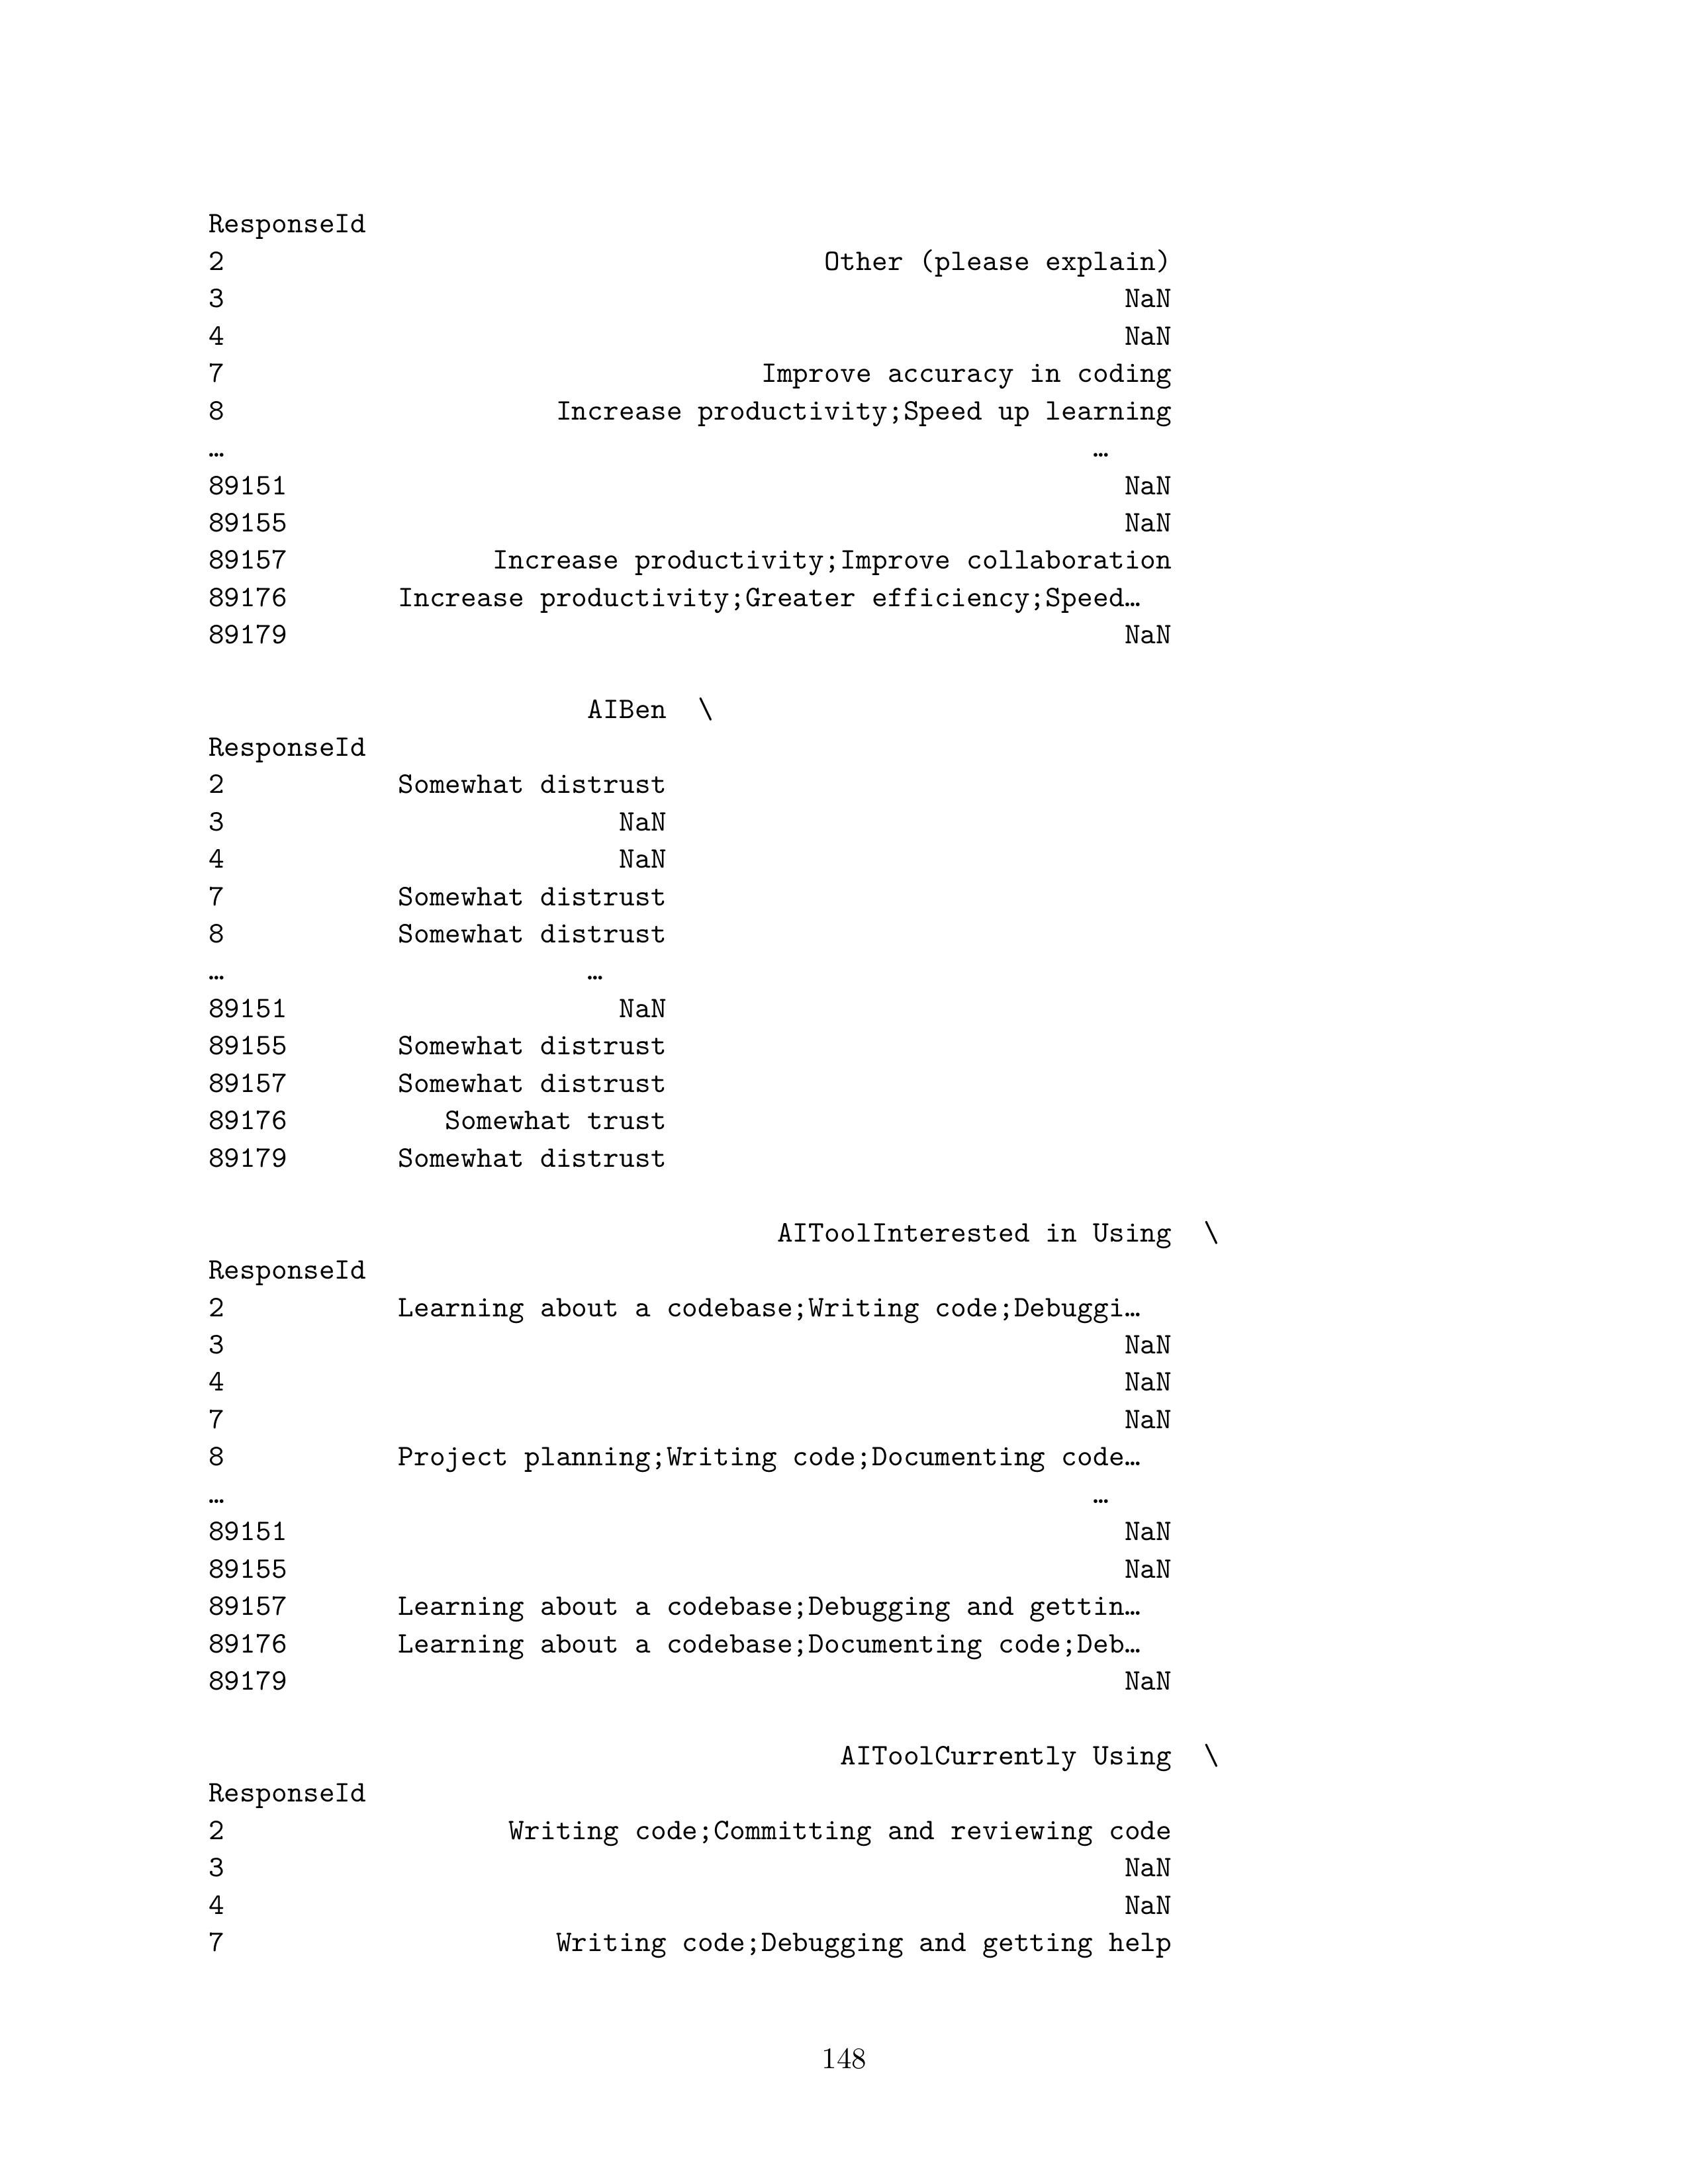 ResponseId
2 Other (please explain)
3 NaN
4 NaN
7 Improve accuracy in coding
8 Increase productivity;Speed up learning
… …
89151 NaN
89155 NaN
89157 Increase productivity;Improve collaboration
89176 Increase productivity;Greater efficiency;Speed…
89179 NaN
AIBen \
ResponseId
2 Somewhat distrust
3 NaN
4 NaN
7 Somewhat distrust
8 Somewhat distrust
… …
89151 NaN
89155 Somewhat distrust
89157 Somewhat distrust
89176 Somewhat trust
89179 Somewhat distrust
AIToolInterested in Using \
ResponseId
2 Learning about a codebase;Writing code;Debuggi…
3 NaN
4 NaN
7 NaN
8 Project planning;Writing code;Documenting code…
… …
89151 NaN
89155 NaN
89157 Learning about a codebase;Debugging and gettin…
89176 Learning about a codebase;Documenting code;Deb…
89179 NaN
AIToolCurrently Using \
ResponseId
2 Writing code;Committing and reviewing code
3 NaN
4 NaN
7 Writing code;Debugging and getting help
148